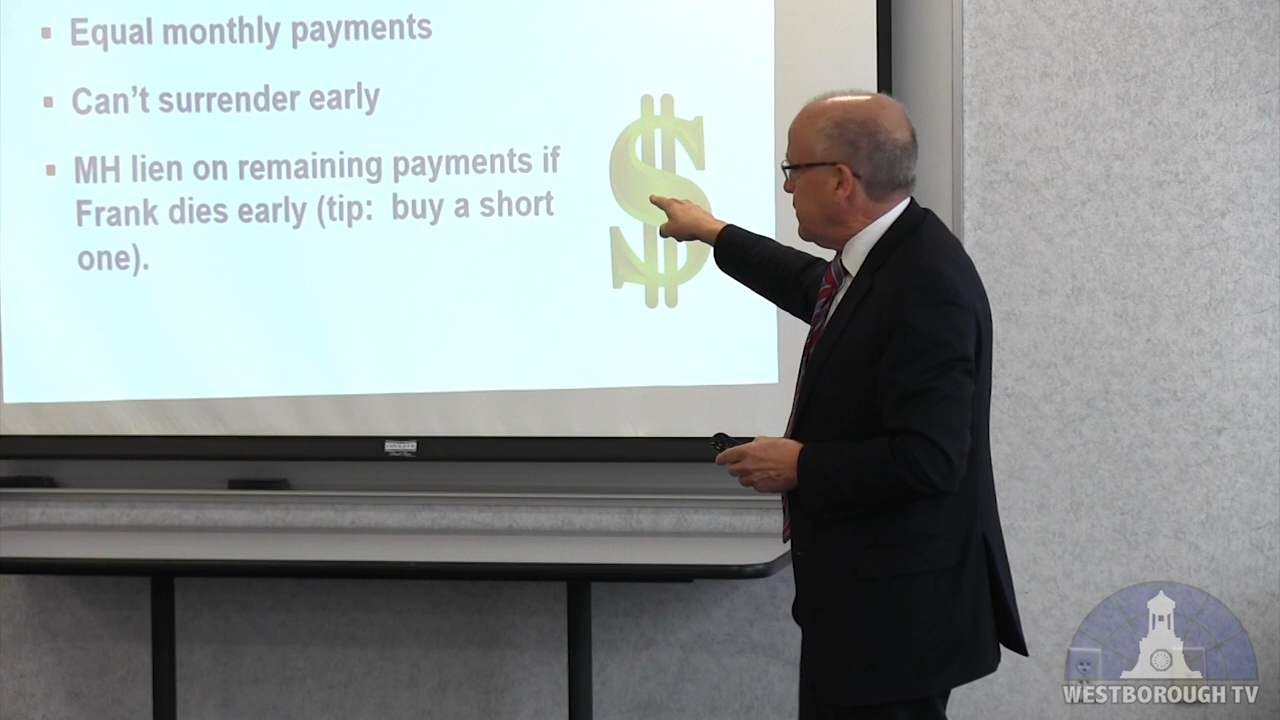 Equal monthly payments
Can't surrender early
MH lien on remaining payments if
Frank dies early (tip: buy a short
one).
WESTBOROUGH TV